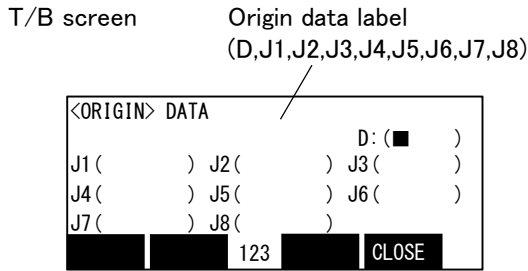 T/B screen Origin data label
(D,J1,J2,J3,J4,J5,J6,J7,J8)
<ORIGIN> DATA
D:(■ )
J1( ) J2( ) J3( )
J4( ) J5( ) J6( )
J7( ) J8( )
123 CLOSE